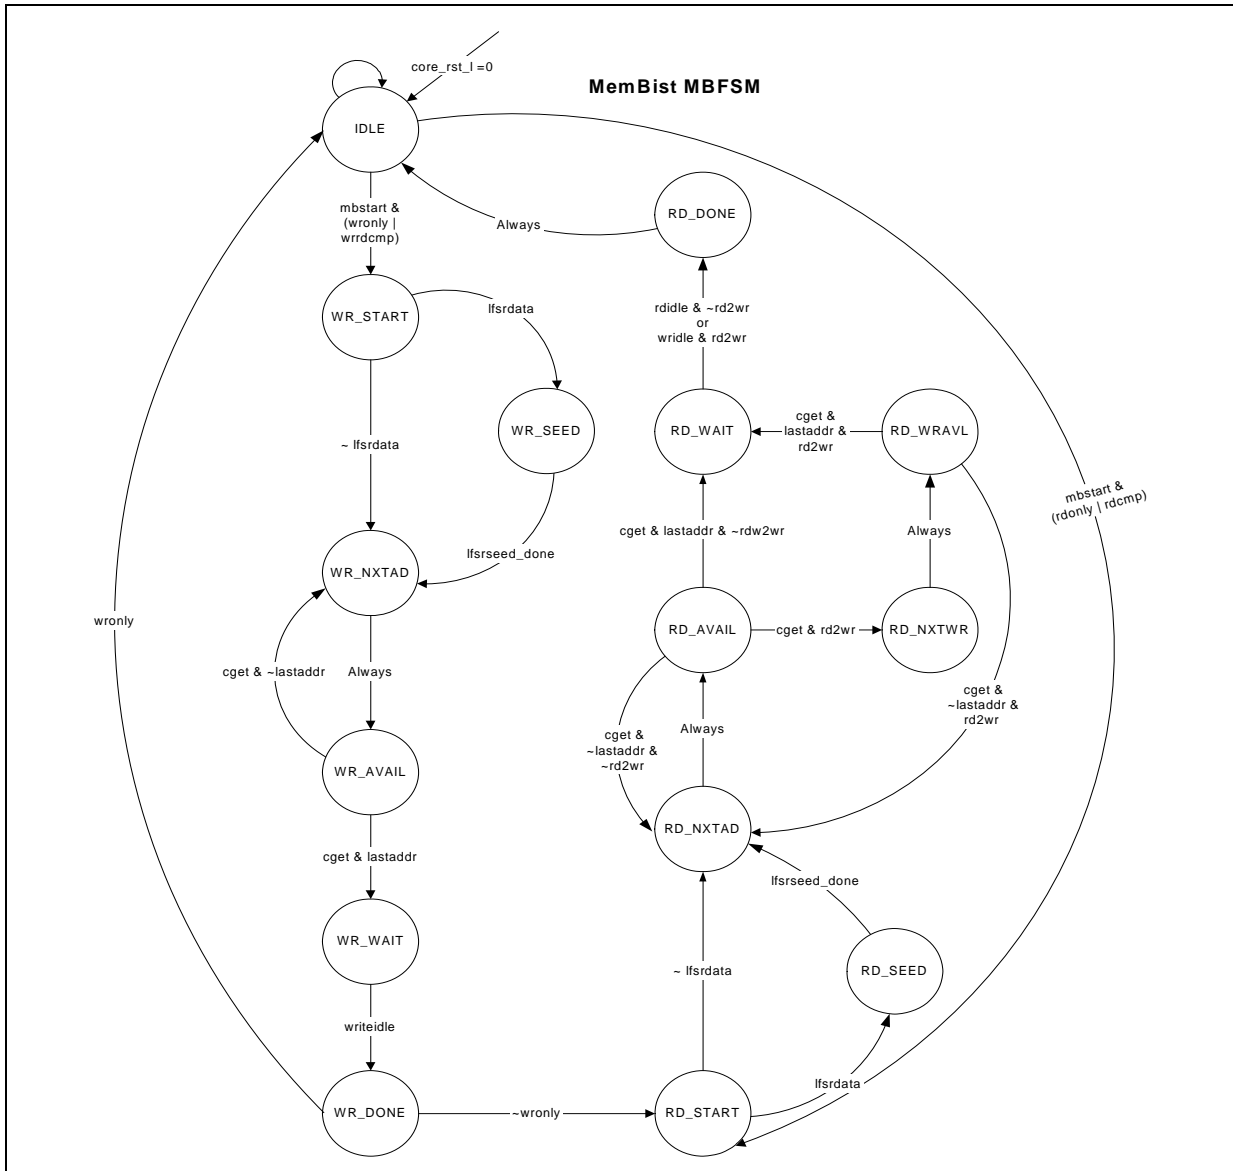 core_rst_l =0
MemBist MBFSM
IDLE
mbstart &
(wronly |
wrrdcmp)
RD_DONE
Always
WR_START
lfsrdata
rdidle & ~rd2wr
or
wridle & rd2wr
WR_SEED
RD_WAIT
cget &
lastaddr &
rd2wr
RD_WRAVL
~ lfsrdata
mbstart &
(rdonly | rdcmp)
cget & lastaddr & ~rdw2wr
Always
lfsrseed_done
WR_NXTAD
wronly
RD_AVAIL
cget & rd2wr
RD_NXTWR
cget & ~lastaddr
Always
cget &
~lastaddr &
rd2wr
cget &
~lastaddr &
~rd2wr
Always
WR_AVAIL
RD_NXTAD
cget & lastaddr
lfsrseed_done
WR_WAIT
~ lfsrdata
RD_SEED
writeidle
lfsrdata
WR_DONE
~wronly
RD_START